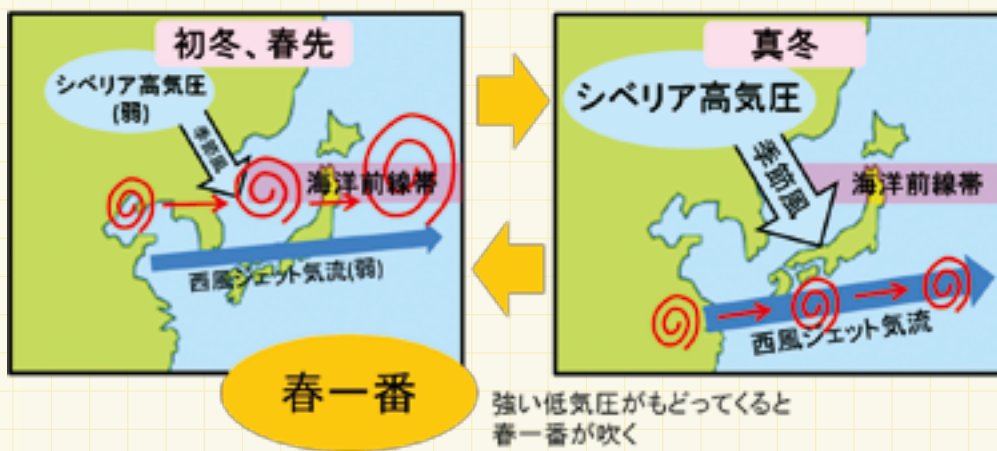 初冬、春先
シベリア高気圧
(弱)
季節風
海洋前線帯
西風ジェット気流(弱)
真冬
シベリア高気圧
季節風
海洋前線帯
西風ジェット気流
春一番
強い低気圧がもどってくると
春一番が吹く